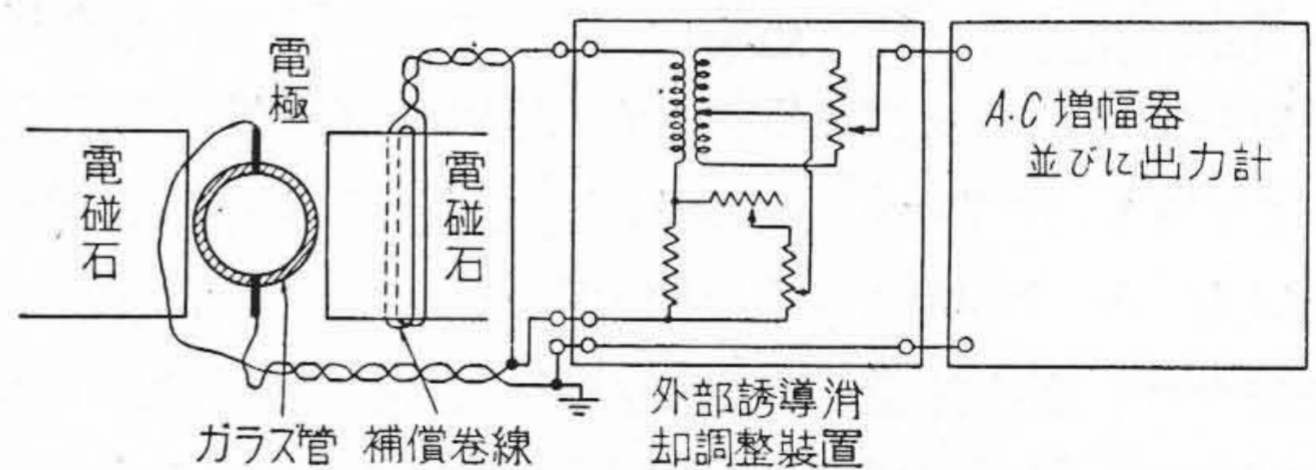 電極
電磁石
電磁石
A.C 増幅器
並びに出力計
ガラス管
補償巻線
外部誘導消
却調整装置